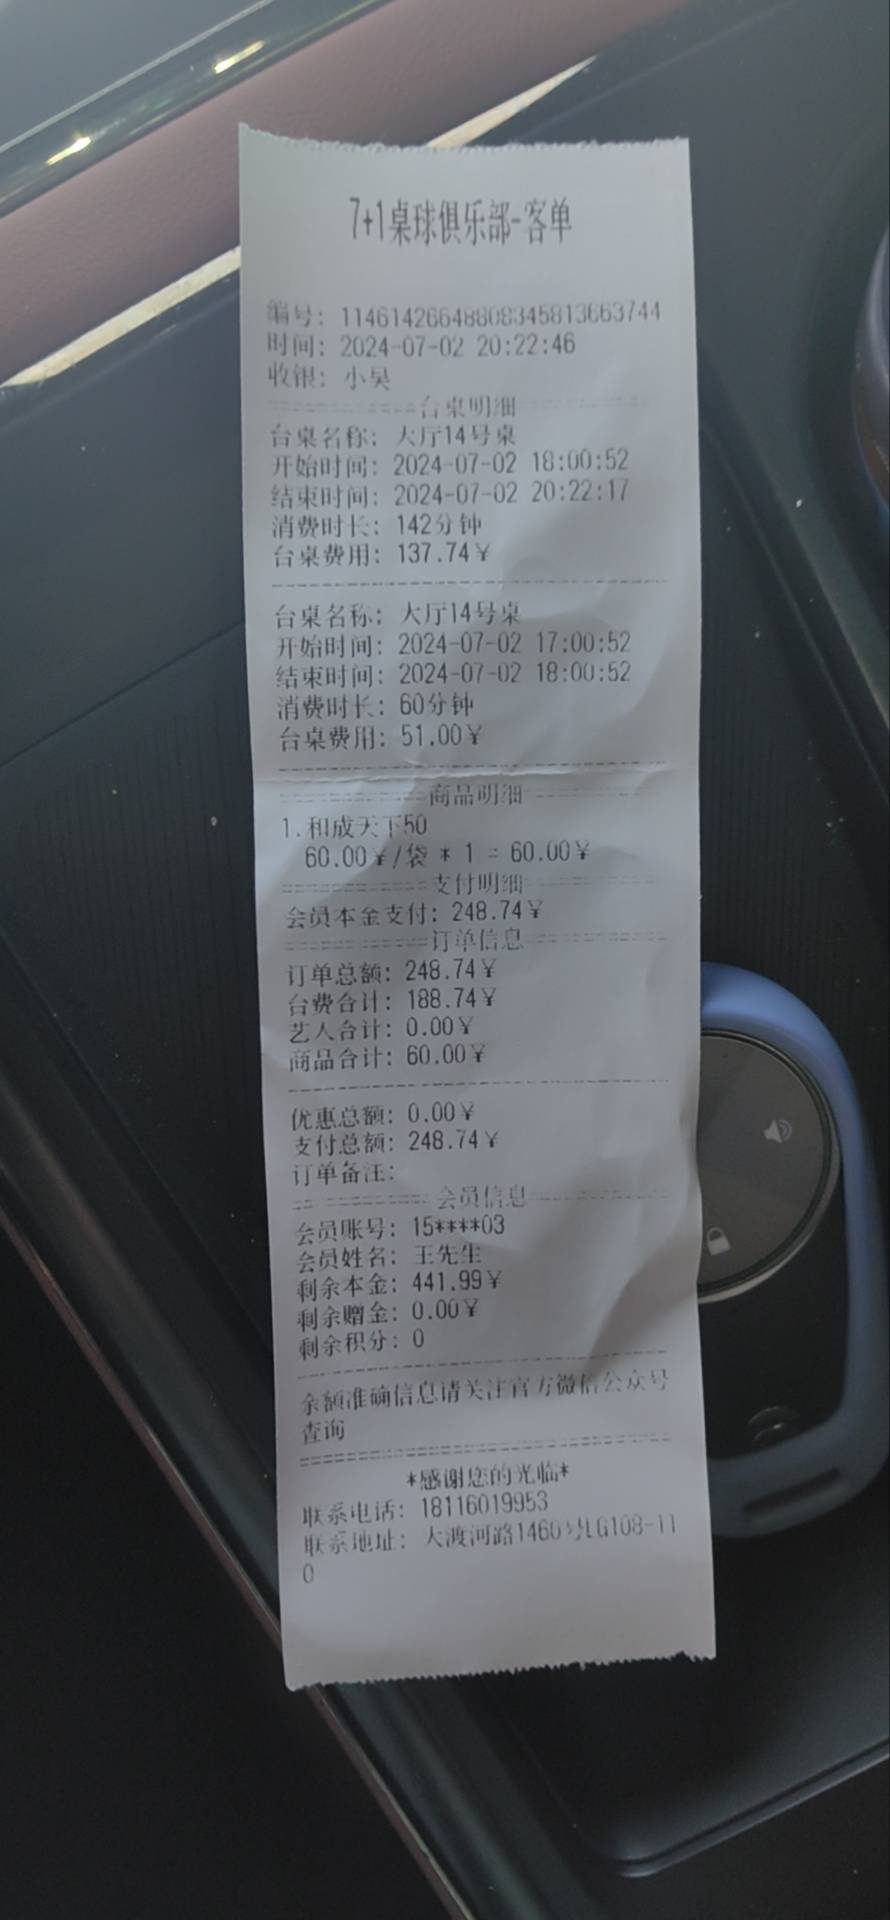 7+1桌球俱乐部-客单
编号: 1146142664880834581​3663744
时间: 2024-07-02 20:22:46
收银: 小吴
台桌明细
台桌名称: 大厅14号桌
开始时间: 2024-07-02 18:00:52
结束时间: 2024-07-02 20:22:17
消费时长: 142分钟
台桌费用: 137.74¥
台桌名称: 大厅14号桌
开始时间: 2024-07-02 17:00:52
结束时间: 2024-07-02 18:00:52
消费时长: 60分钟
台桌费用: 51.00¥
商品明细
1.和成天下50
60.00¥/袋 * 1 = 60.00¥
支付明细
会员本金支付: 248.74¥
订单信息
订单总额: 248.74¥
台费合计: 188.74¥
艺人合计: 0.00¥
商品合计: 60.00¥
优惠总额: 0.00¥
支付总额: 248.74¥
订单备注:
会员信息
会员账号: 15****03
会员姓名: 王先生
剩余本金: 441.99¥
剩余赠金: 0.00¥
剩余积分: 0
余额准确信息请关注官方微信公众号
查询
*感谢您的光临*
联系电话: 18116019953
联系地址: 大渡河路1460号LG108-11
0